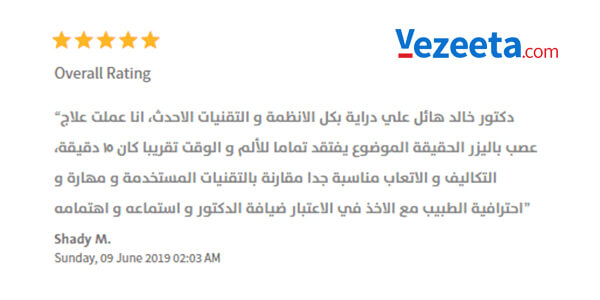 Vezeeta.com
Overall Rating
“دكتور خالد هائل علي دراية بكل الانظمة و التقنيات الاحدث، انا عملت علاج
عصب باليزر الحقيقة الموضوع يفتقد تماما للألم و الوقت تقريبا كان ١٥ دقيقة،
التكاليف و الاتعاب مناسبة جدا مقارنة بالتقنيات المستخدمة و مهارة و
احترافية الطبيب مع الاخذ في الاعتبار ضيافة الدكتور و استماعه و اهتمامه”
Shady M.
Sunday, 09 June 2019 02:03 AM